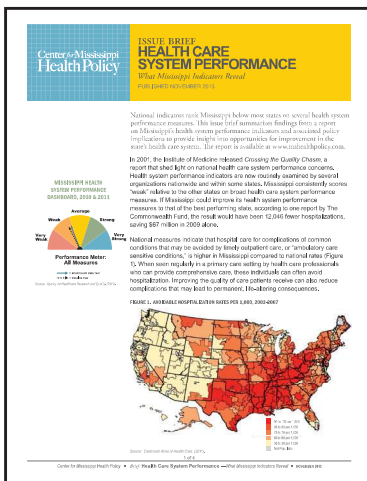 Center for Mississippi
Health Policy
ISSUE BRIEF
HEALTH CARE
SYSTEM PERFORMANCE
What Mississippi Indicators Reveal
PUBLISHED NOVEMBER 2013
National indicators rank Mississippi below most states on several health system
performance measures. This issue brief summarizes findings from a report
on Mississippi's health system performance indicators and associated policy
implications to provide insight into opportunities for improvement in the
state's health care system. The report is available at www.mshealthpolicy.com.
In 2001, the Institute of Medicine released Crossing the Quality Chasm, a
report that shed light on national health care system performance concerns.
Health system performance indicators are now routinely examined by several
organizations nationwide and within some states. Mississippi consistently scores
"weak" relative to the other states on broad health care system performance
measures. If Mississippi could improve its health system performance
measures to that of the best performing state, according to one report by The
Commonwealth Fund, the result would have been 12,046 fewer hospitalizations,
saving $67 million in 2009 alone.
MISSISSIPPI HEALTH
SYSTEM PERFORMANCE
DASHBOARD, 2010 & 2011
Average
Weak
Strong
Very
Weak
Very
Strong
Performance Meter:
All Measures
National measures indicate that hospital care for complications of common
conditions that may be avoided by timely outpatient care, or "ambulatory care
sensitive conditions," is higher in Mississippi compared to national rates (Figure
1). When seen regularly in a primary care setting by health care professionals
who can provide comprehensive care, these individuals can often avoid
hospitalization. Improving the quality of care patients receive can also reduce
complications that may lead to permanent, life-altering consequences.
FIGURE 1. AVOIDABLE HOSPITALIZATION RATES PER 1,000, 2003-2007
1 of 4
Center for Mississippi Health Policy • Brief: Health Care System Performance — What Mississippi Indicators Reveal • NOVEMBER 2013